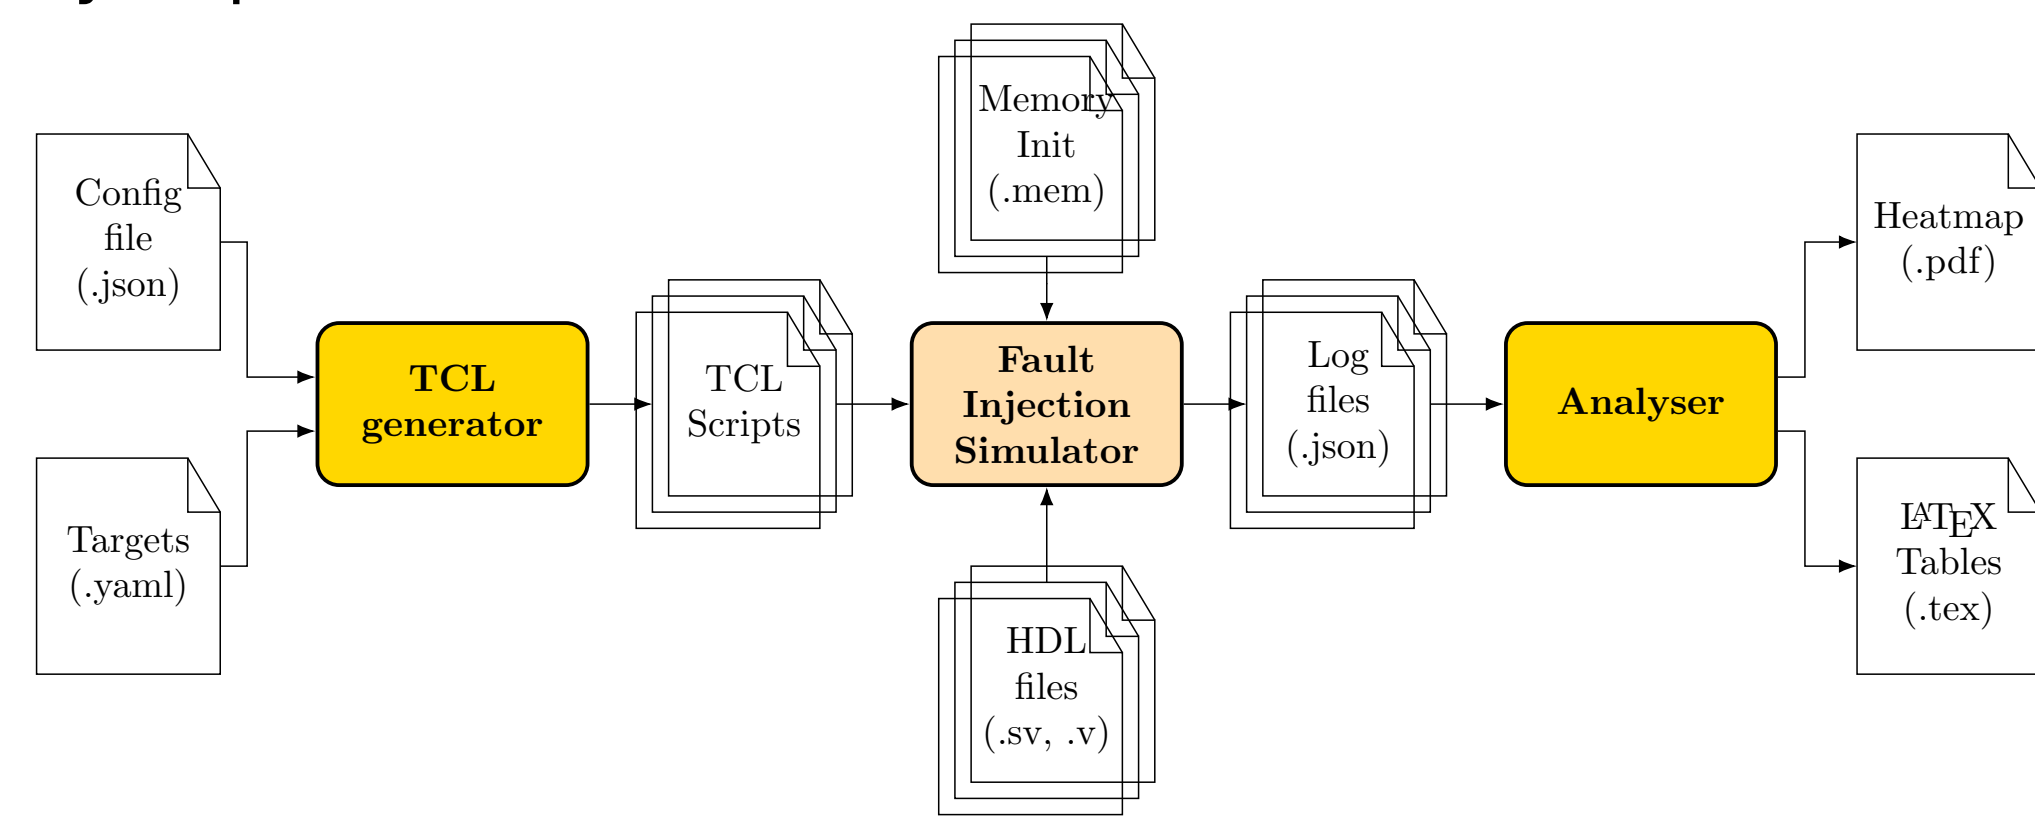 Config
file
(.json)
Targets
(.yaml)
TCL
generator
TCL
Scripts
Memory
Init
(.mem)
Fault
Injection
Simulator
HDL
files
(.sv, .v)
Log
files
(.json)
Analyser
Heatmap
(.pdf)
LATEX
Tables
(.tex)